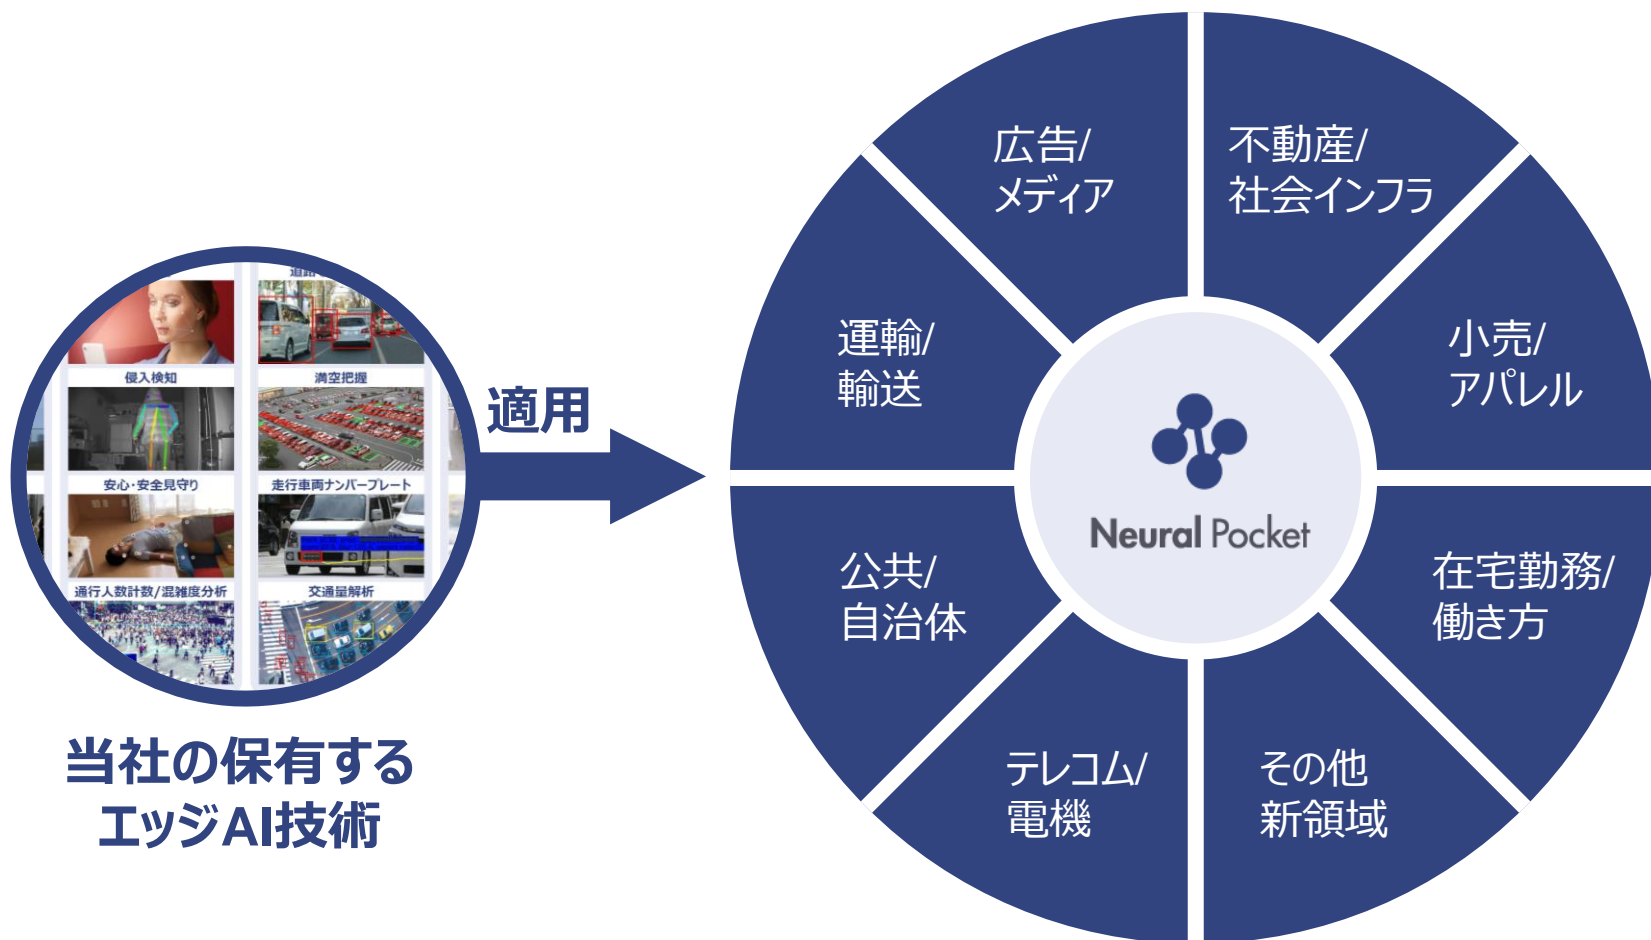 侵入検知
満空把握
安心・安全見守り
走行車両ナンバープレート
通行人数計数/混雑度分析
交通量解析
当社の保有する
エッジAI技術
適用
広告/
メディア
不動産/
社会インフラ
運輸/
輸送
小売/
アパレル
Neural Pocket
公共/
自治体
在宅勤務/
働き方
テレコム/
電機
その他
新領域